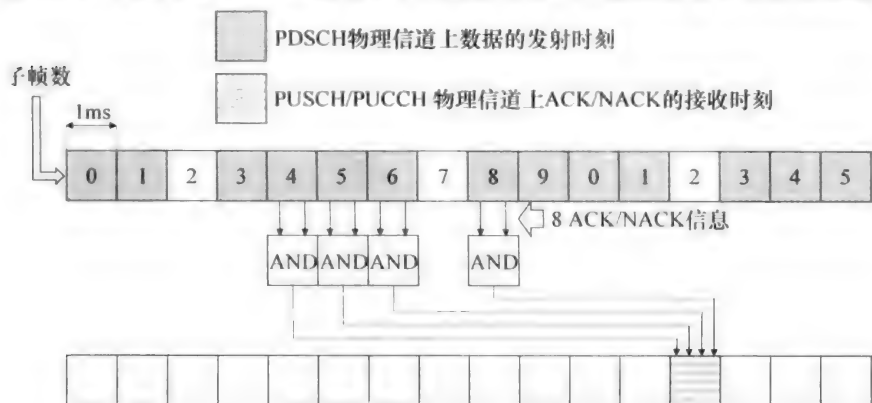 PDSCH物理信道上数据的发射时刻
子帧数
PUSCH/PUCCH 物理信道上ACK/NACK的接收时刻
1ms
0 1 2 3 4 5 6 7 8 9 0 1 2 3 4 5
8 ACK/NACK信息
AND AND AND AND